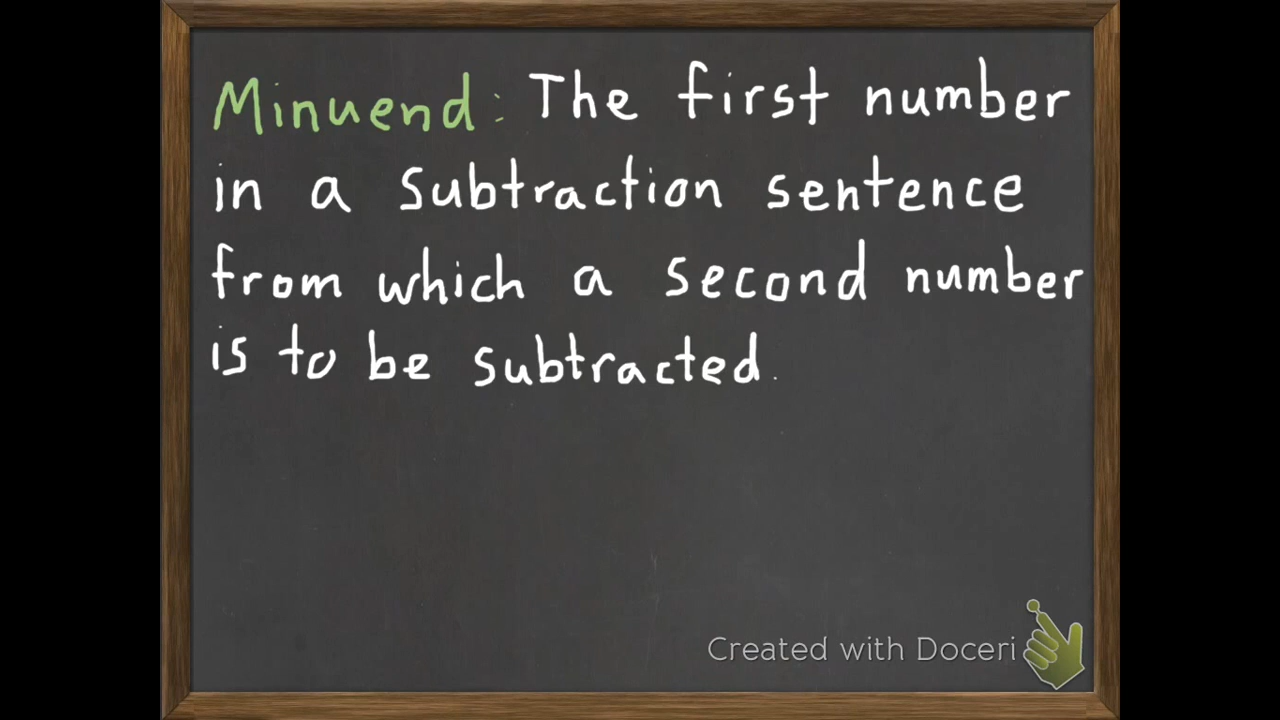 Minuend: The first number
in a subtraction sentence
from which a second number
is to be subtracted.
Created with Doceri